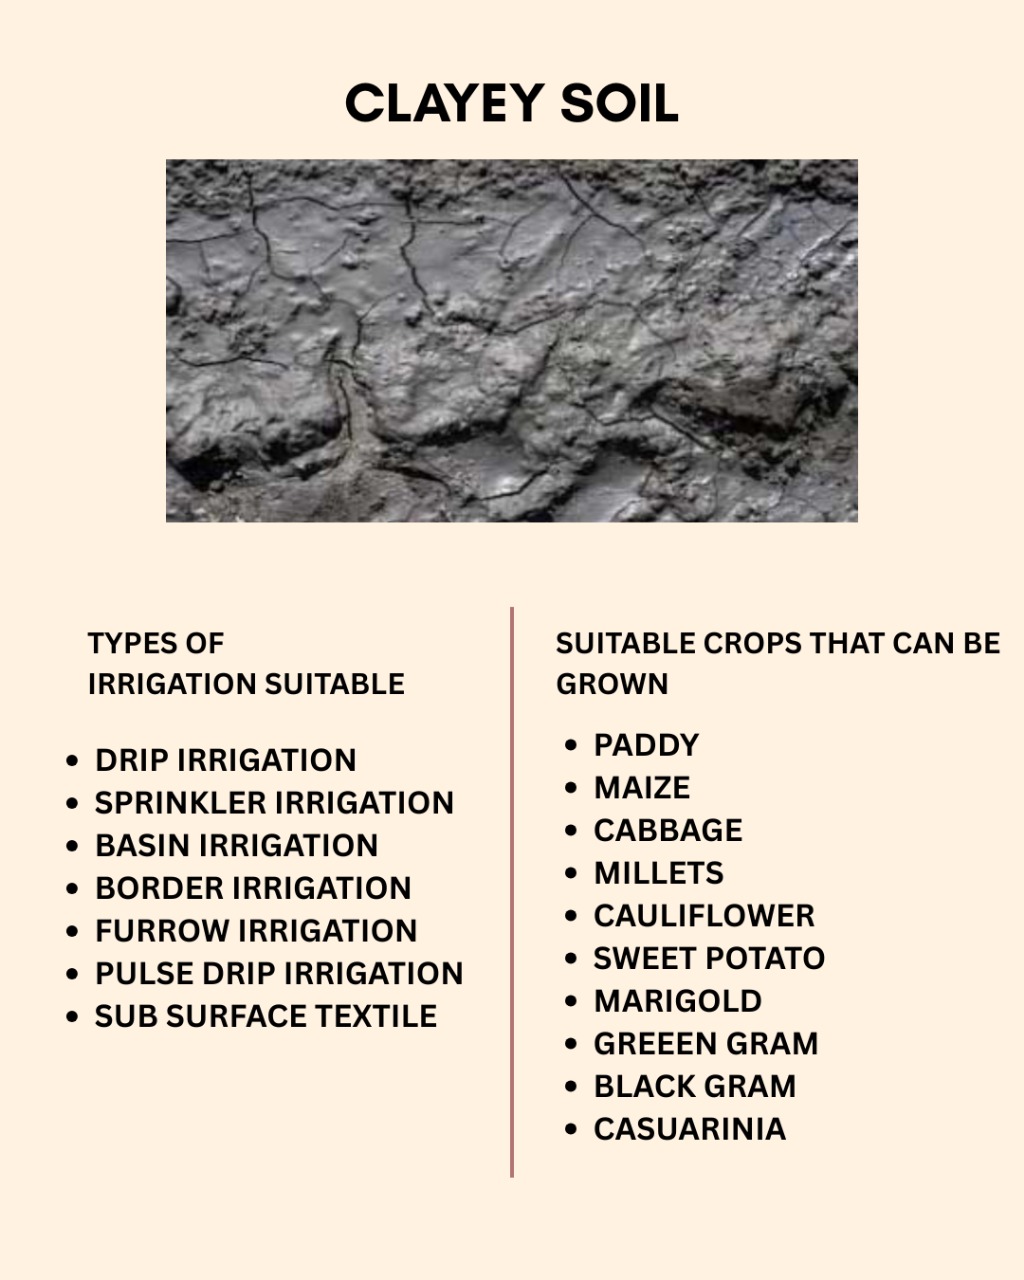 CLAYEY SOIL
TYPES OF
IRRIGATION SUITABLE
• DRIP IRRIGATION
• SPRINKLER IRRIGATION
• BASIN IRRIGATION
• BORDER IRRIGATION
• FURROW IRRIGATION
• PULSE DRIP IRRIGATION
• SUB SURFACE TEXTILE
SUITABLE CROPS THAT CAN BE
GROWN
• PADDY
• MAIZE
• CABBAGE
• MILLETS
• CAULIFLOWER
• SWEET POTATO
• MARIGOLD
• GREEEN GRAM
• BLACK GRAM
• CASUARINIA